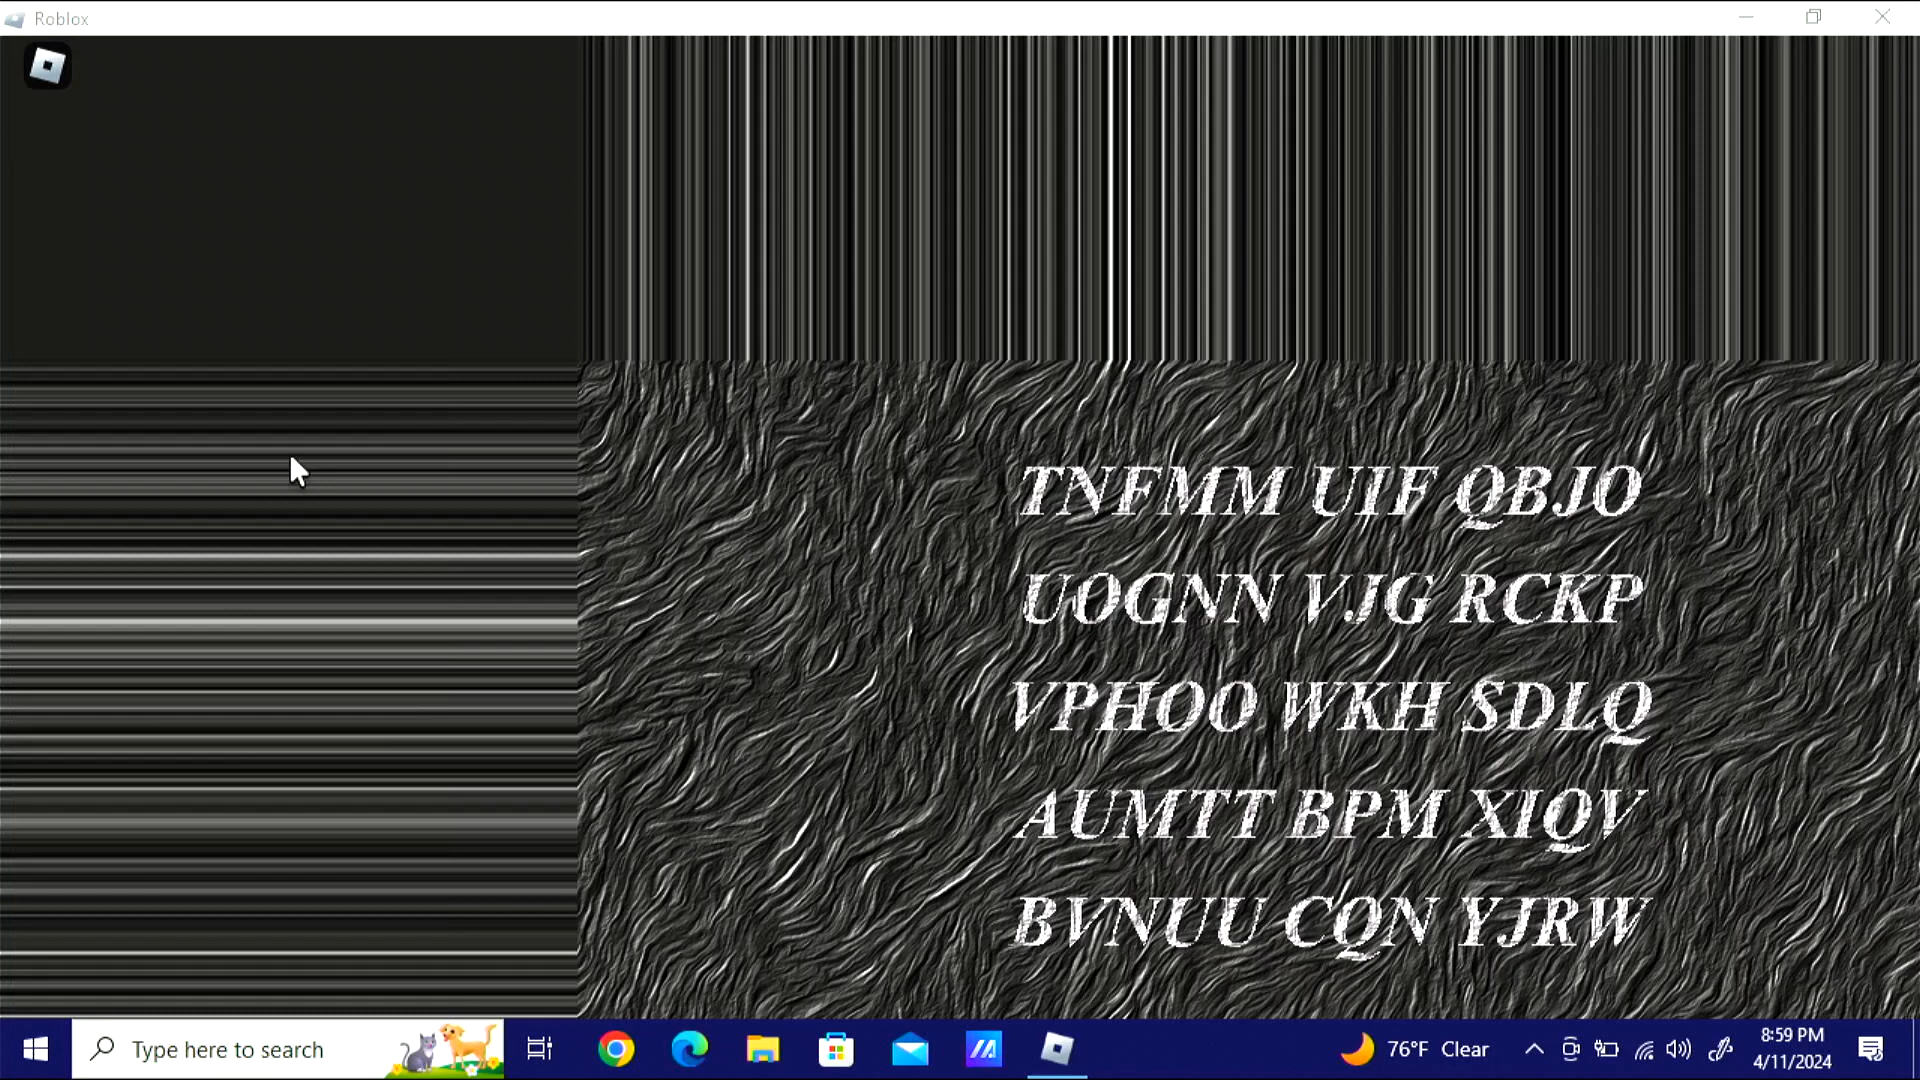 Roblox
TNFMM UIF QBJO
UOGNN VJG RCKP
VPHOO WKH SDLQ
AUMTT BPM XIQV
BVNUU CQN YJRW
Type here to search
76°F Clear
8:59 PM
4/11/2024